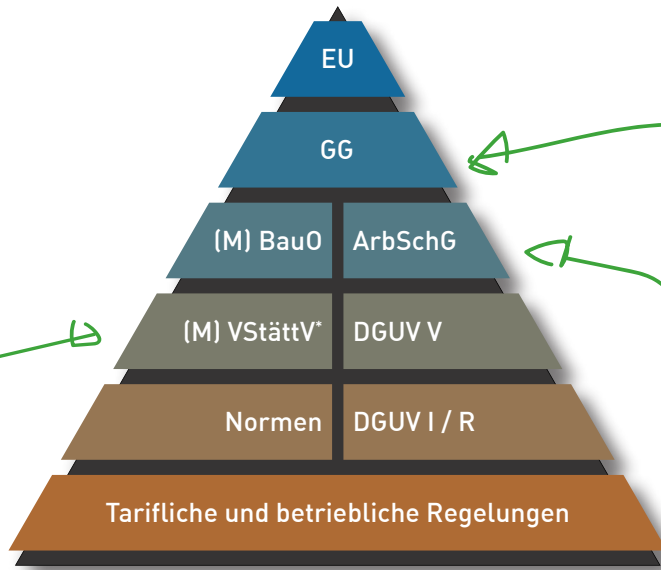 EU
GG
(M) BauO ArbSchG
(M) VStättV* DGUV V
Normen DGUV I / R
Tarifliche und betriebliche Regelungen